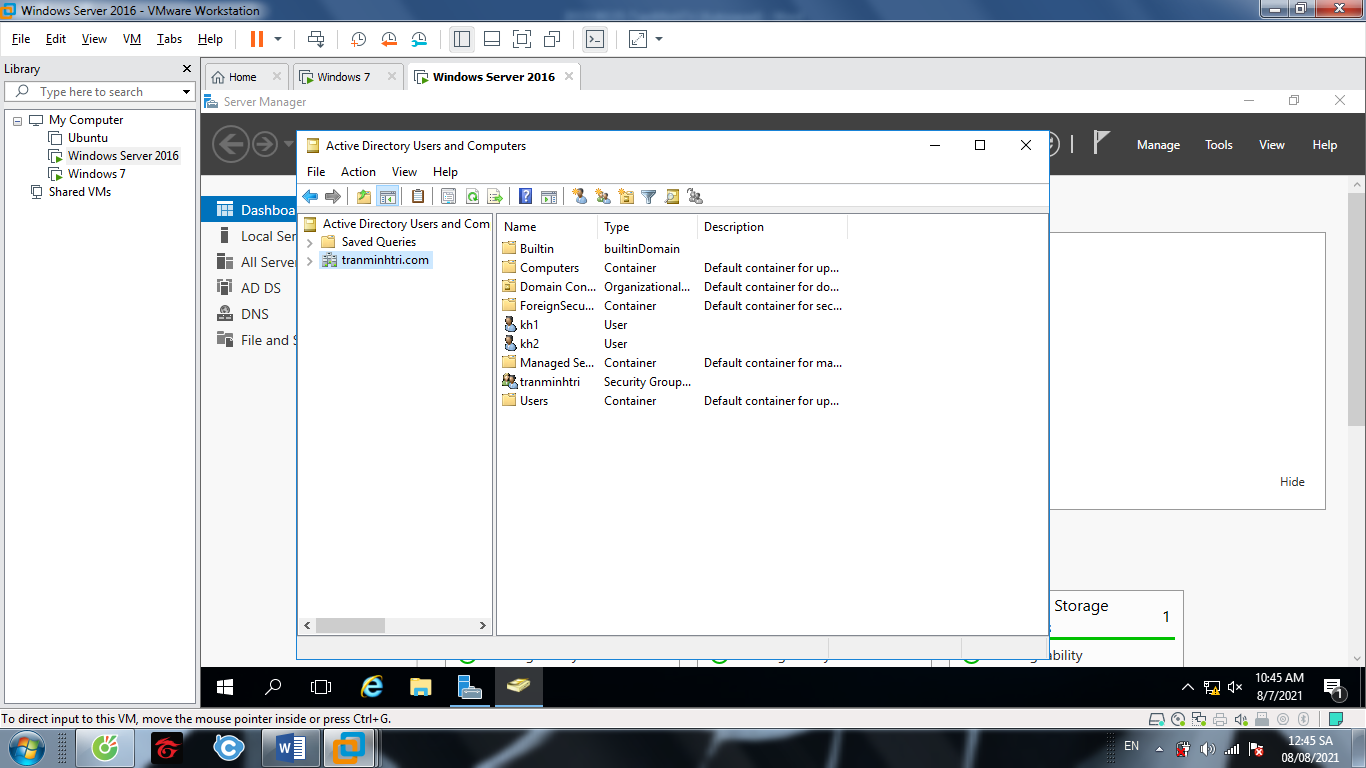 Windows Server 2016 - VMware Workstation
File Edit View VM Tabs Help
Library
Type here to search
My Computer
Ubuntu
Windows Server 2016
Windows 7
Shared VMs
Home
Windows 7
Windows Server 2016
Server Manager
Manage Tools View Help
Dashboa
Local Ser
All Server
AD DS
DNS
File and S
Active Directory Users and Computers
File Action View Help
Active Directory Users and Com
Saved Queries
tranminhtri.com
Name Type Description
Builtin builtinDomain
Computers Container Default container for up...
Domain Con... Organizational... Default container for do...
ForeignSecu... Container Default container for sec...
kh1 User
kh2 User
Managed Se... Container Default container for ma...
tranminhtri Security Group...
Users Container Default container for up...
Hide
Storage
1
ability
10:45 AM
8/7/2021
1
To direct input to this VM, move the mouse pointer inside or press Ctrl+G.
EN
12:45 SA
08/08/2021